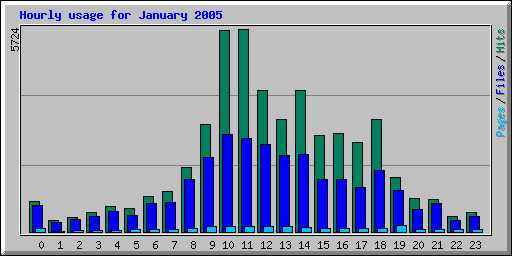 Hourly usage for January 2005
5724
Pages / Files / Hits
0 1 2 3 4 5 6 7 8 9 10 11 12 13 14 15 16 17 18 19 20 21 22 23